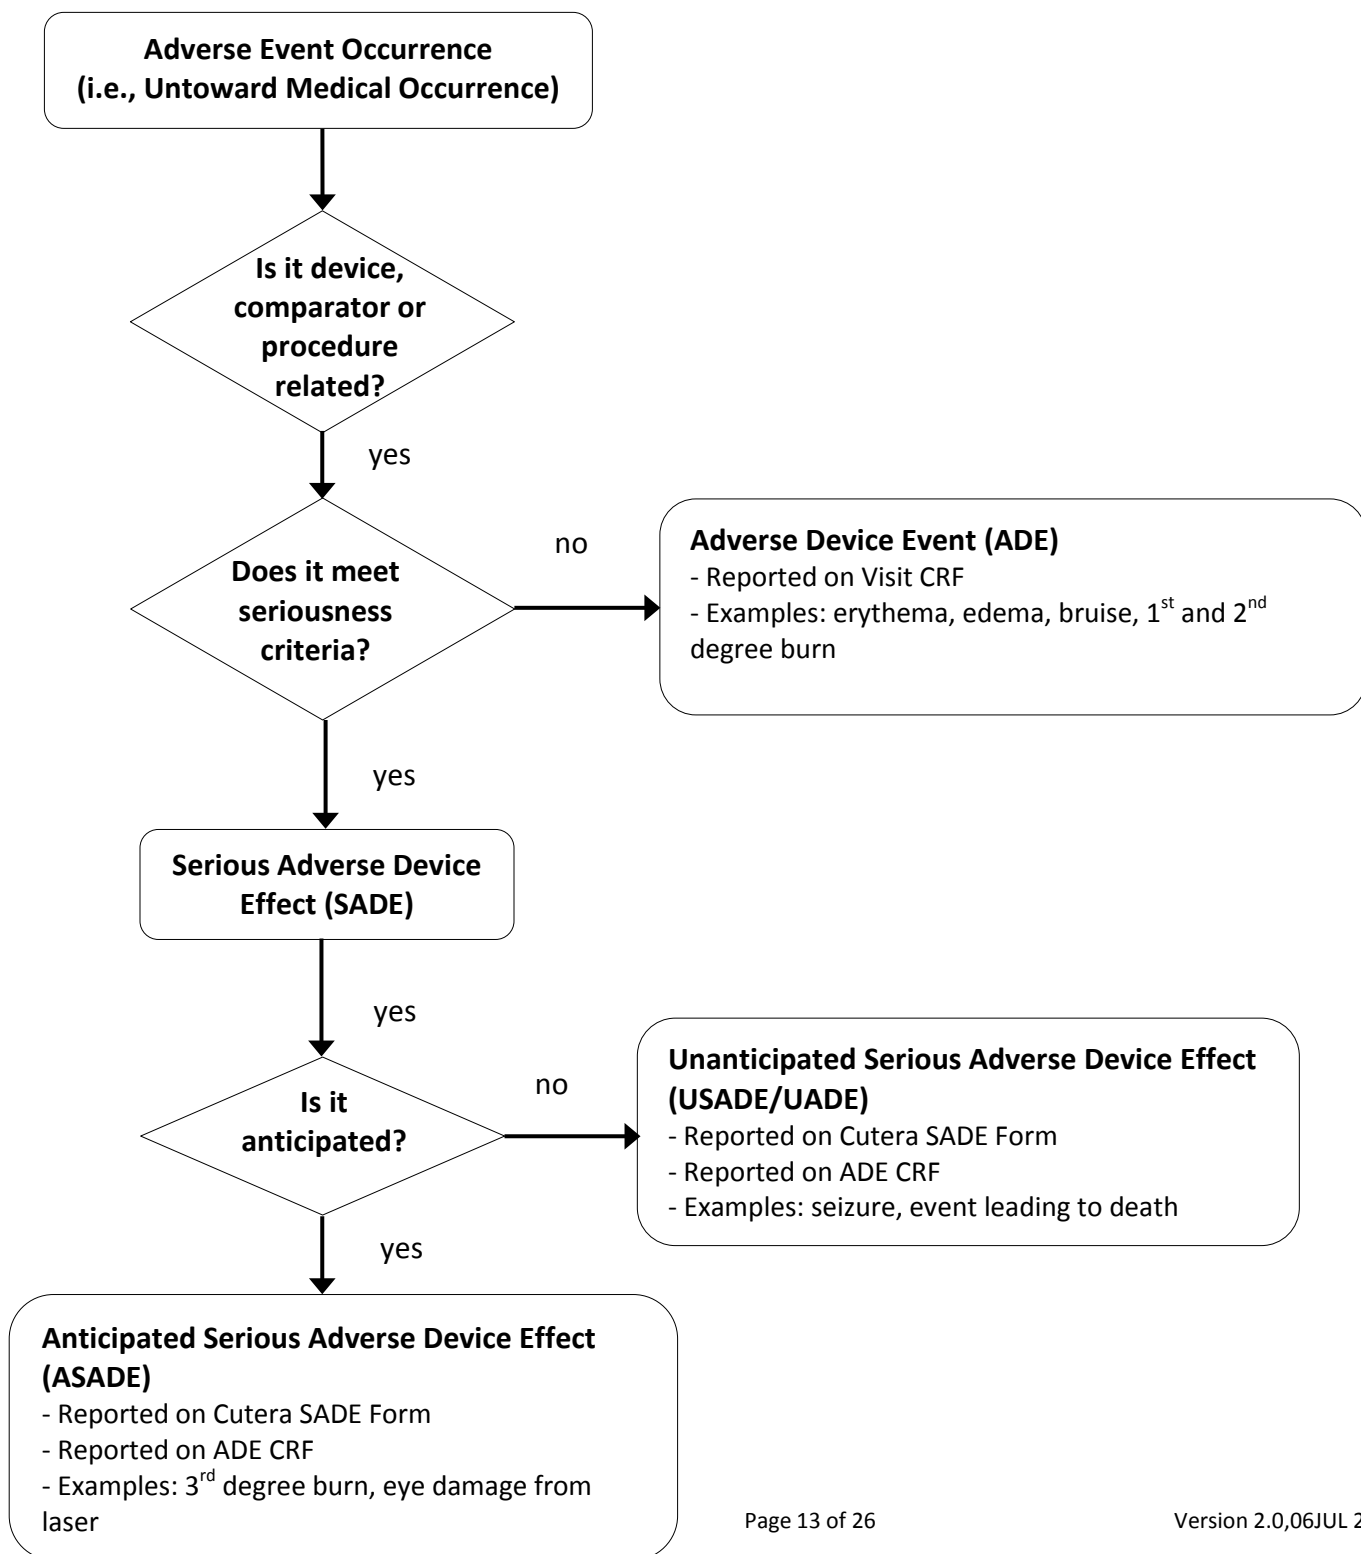 Adverse Event Occurrence
(i.e., Untoward Medical Occurrence)
Is it device,
comparator or
procedure
related?
yes
Does it meet
seriousness
criteria?
no
Adverse Device Event (ADE)
- Reported on Visit CRF
- Examples: erythema, edema, bruise, 1st and 2nd
degree burn
yes
Serious Adverse Device
Effect (SADE)
yes
Is it
anticipated?
no
Unanticipated Serious Adverse Device Effect
(USADE/UADE)
- Reported on Cutera SADE Form
- Reported on ADE CRF
- Examples: seizure, event leading to death
yes
Anticipated Serious Adverse Device Effect
(ASADE)
- Reported on Cutera SADE Form
- Reported on ADE CRF
- Examples: 3rd degree burn, eye damage from
laser
Page 13 of 26
Version 2.0,06JUL 2